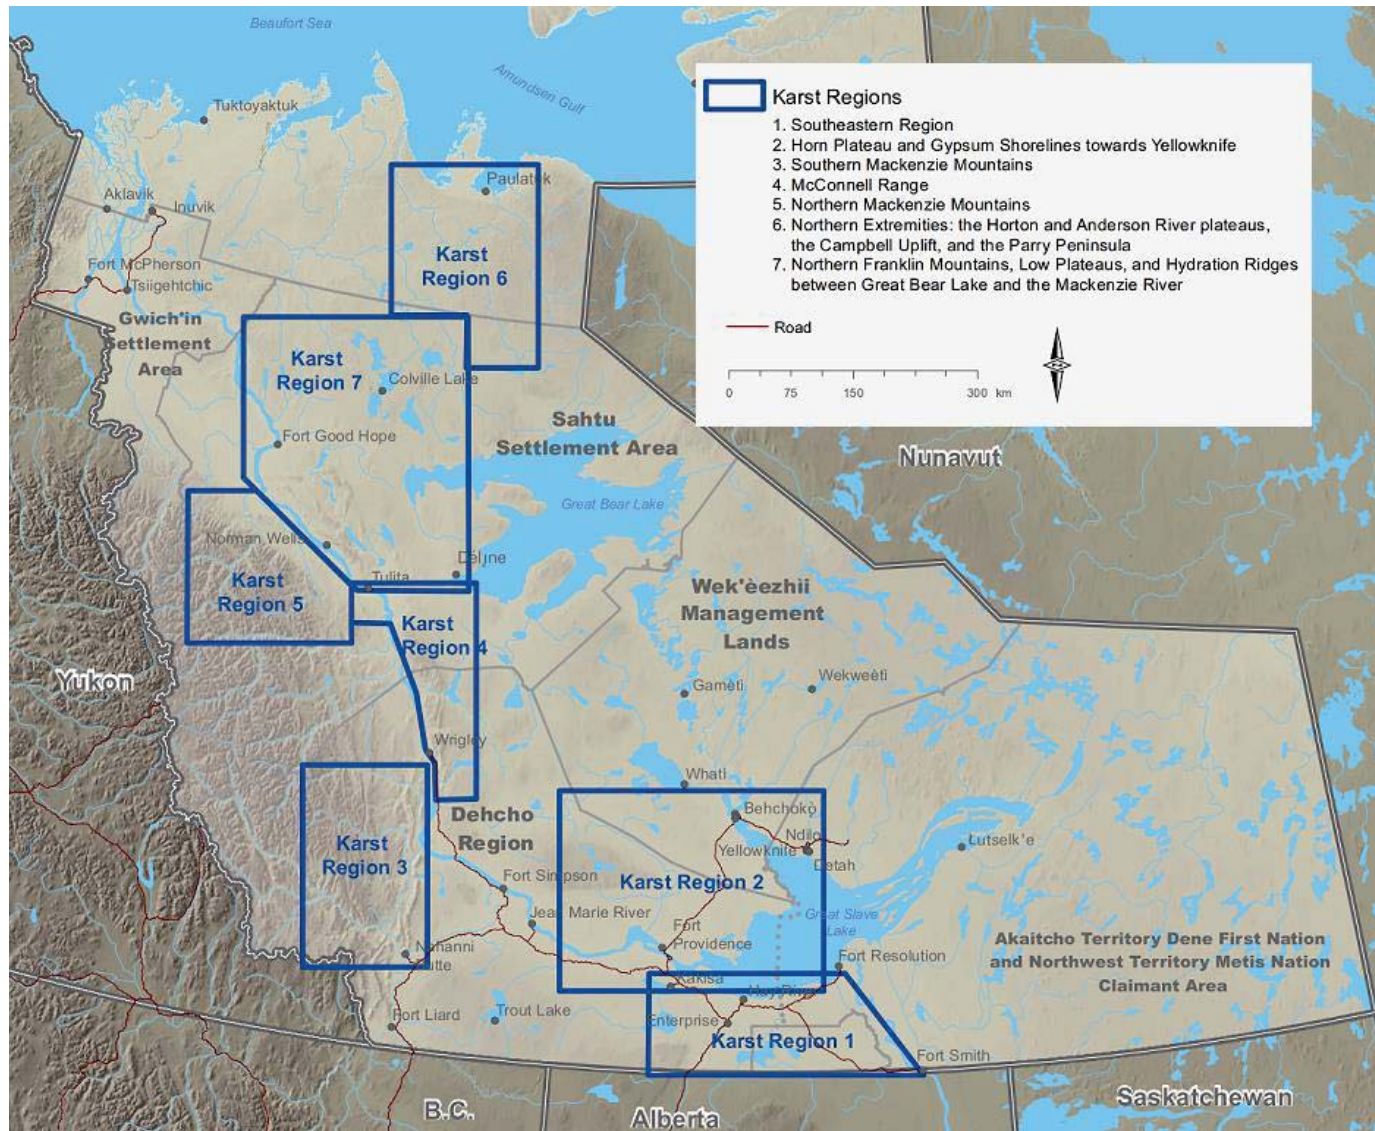 Beaufort Sea
Amundsen Gulf
Tuktoyaktuk
Karst Regions
1. Southeastern Region
2. Horn Plateau and Gypsum Shorelines towards Yellowknife
3. Southern Mackenzie Mountains
4. McConnell Range
5. Northern Mackenzie Mountains
6. Northern Extremities: the Horton and Anderson River plateaus,
the Campbell Uplift, and the Parry Peninsula
7. Northern Franklin Mountains, Low Plateaus, and Hydration Ridges
between Great Bear Lake and the Mackenzie River
Road
0 75 150 300 km
Paulatuk
Aklavik
Inuvik
Karst
Region 6
Fort McPherson
Tsiigehtchic
Gwich'in
Settlement
Area
Karst
Region 7
Colville Lake
Sahtu
Settlement Area
Fort Good Hope
Nunavut
Great Bear Lake
Norman Wells
Délįne
Tulita
Karst
Region 5
Wek'èezhii
Management
Lands
Karst
Region 4
Yukon
Gamètì
Wekweètì
Wrigley
Whatì
Dehcho
Region
Behchokò
Ndilo
Yellowknife
Detah
Łutselk'e
Karst
Region 3
Karst Region 2
Fort Simpson
Jean Marie River
Great Slave
Lake
Fort
Providence
Nahanni
Butte
Fort Resolution
Akaitcho Territory Dene First Nation
and Northwest Territory Metis Nation
Claimant Area
Kakisa
Hay River
Fort Liard
Trout Lake
Enterprise
Karst Region 1
Fort Smith
B.C.
Alberta
Saskatchewan